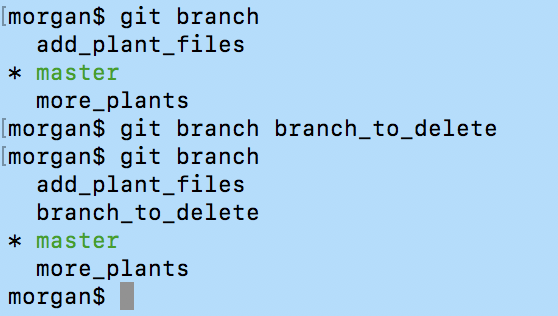 [morgan$ git branch
  add_plant_files
* master
  more_plants
[morgan$ git branch branch_to_delete
[morgan$ git branch
  add_plant_files
  branch_to_delete
* master
  more_plants
morgan$